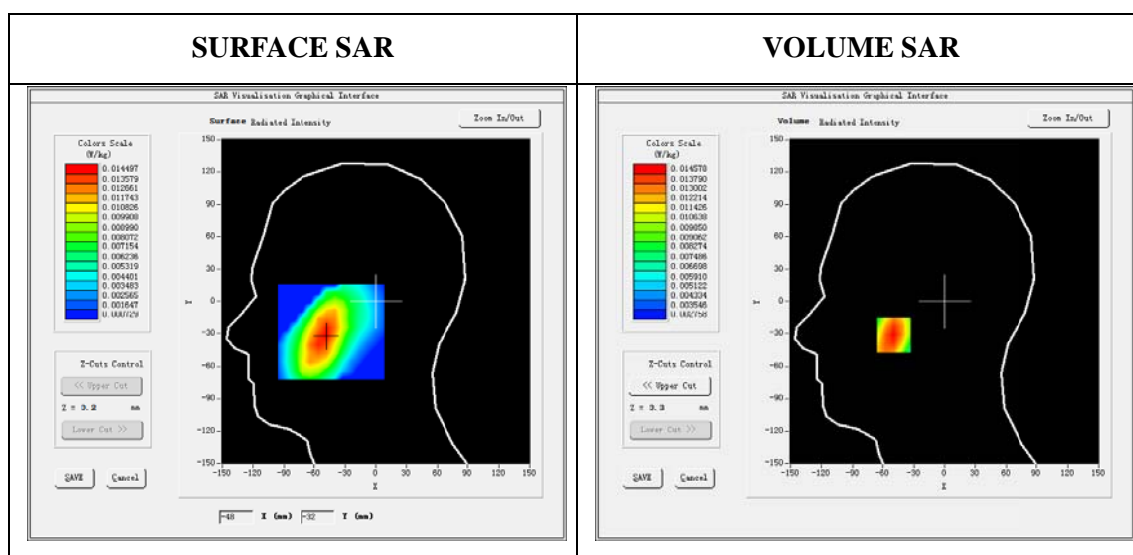 SURFACE SAR
VOLUME SAR
SAR Visualisation Graphical Interface
Surface Radiated Intensity
Zoom In/Out
Colors Scale
(W/kg)
0.014497
0.013579
0.012661
0.011743
0.010826
0.009908
0.008990
0.008072
0.007154
0.006236
0.005319
0.004401
0.003483
0.002565
0.001647
0.000729
Z-Cuts Control
<< Upper Cut
Z = 3.2 mm
Lower Cut >>
SAVE Cancel
150
120
90
60
30
0
-30
-60
-90
-120
-150
Y
-150 -120 -90 -60 -30 0 30 60 90 120 150
X
-48 X (mm) -32 Y (mm)
SAR Visualisation Graphical Interface
Volume Radiated Intensity
Zoom In/Out
Colors Scale
(W/kg)
0.014578
0.013790
0.013002
0.012214
0.011426
0.010638
0.009850
0.009062
0.008274
0.007486
0.006698
0.005910
0.005122
0.004334
0.003546
0.002758
Z-Cuts Control
<< Upper Cut
Z = 3.3 mm
Lower Cut >>
SAVE Cancel
150
120
90
60
30
0
-30
-60
-90
-120
-150
Y
-150 -120 -90 -60 -30 0 30 60 90 120 150
X